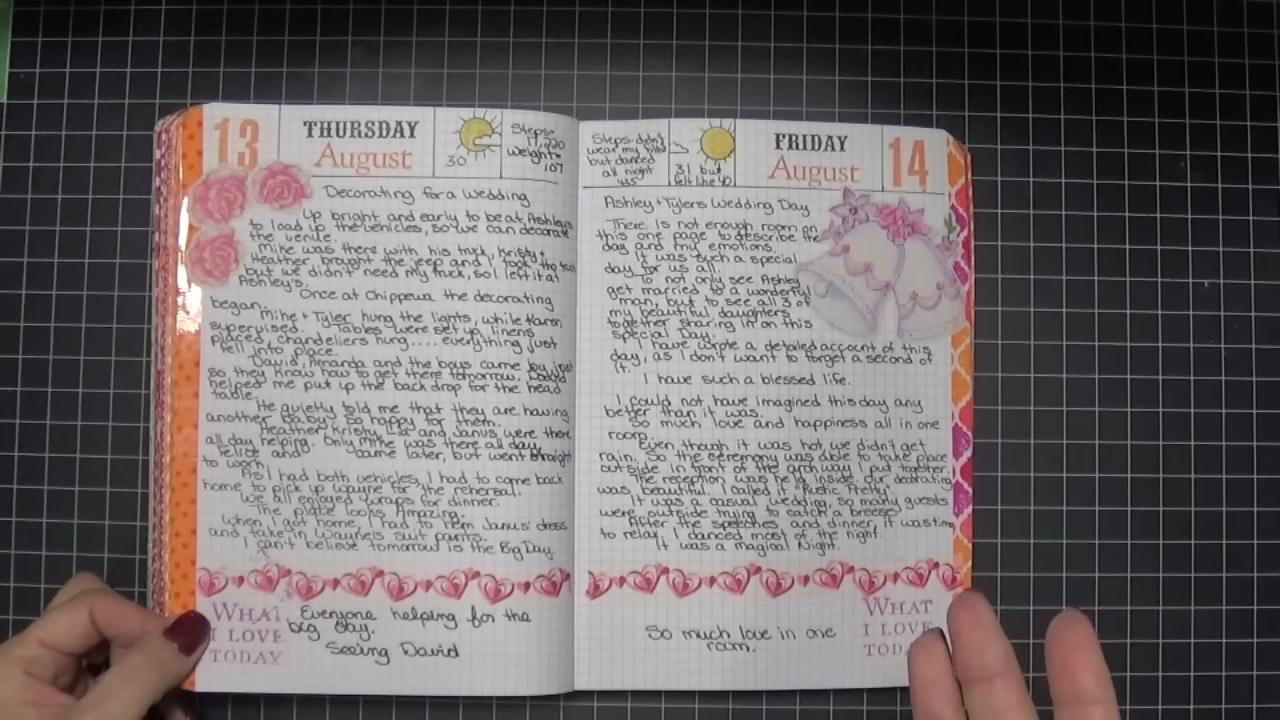 13
THURSDAY
August
30
Steps-
17,220
Weight-
107
Decorating for a Wedding
Up bright and early to be at Ashley's
to load up the vehicles, so we can decorate
the venue.
Mike was there with his truck, Kristy +
Heather brought the jeep and I took the
but we didn't need my truck, so I left it at
Ashley's.
Once at Chippewa the decorating
began.
Mike + Tyler hung the lights, while Karen
supervised. Tables were set up, linens
placed, chandeliers hung.... everything just
fell into place.
David, Amanda and the boys came by
so they know how to get there tomorrow. David
helped me put up the back drop for the head
table.
He quietly told me that they are having
another baby. So happy for them.
Heather, Kristy, and Janus were there
all day helping. Only Mike was there all day,
Felice and came later, but went straight
to work.
As I had both vehicles, I had to come back
home to pick up Wayne for the rehersal.
We all enjoyed Wraps for dinner.
The place looks Amazing.
When I got home, I had to Hem Janus' dress
and take in Wayne's suit pants.
I can't believe tomorrow is the Big Day.
WHAT
I LOVE
TODAY
Everyone helping for the
big day.
Seeing David
Steps-didn't
wear my
but danced
all night
31 but
felt like 40
FRIDAY
August
14
Ashley + Tylers Wedding Day
There is not enough room on
this one page to describe the
day and my emotions.
It was such a special
day for us all.
To not only see Ashley
get married to a wonderful
man, but to see all 3 of
my beautiful daughters
together sharing in on this
special Day.
I have wrote a detailed account of this
day, as I don't want to forget a second of
it.
I have such a blessed life.
I could not have imagined this day any
better than it was.
So much love and happiness all in one
room.
Even though it was hot, we didn't get
rain. So the ceremony was able to take place
outside in front of the archway I put together.
The reception was held inside. Our decorating
was beautiful. I called it "Rustic Pretty"
It was a casual wedding, so many guests
were outside trying to catch a breeze.
After the speeches, and dinner, it was time
to relax. I danced most of the night.
It was a magical Night.
So much love in one
room.
WHAT
I LOVE
TODAY